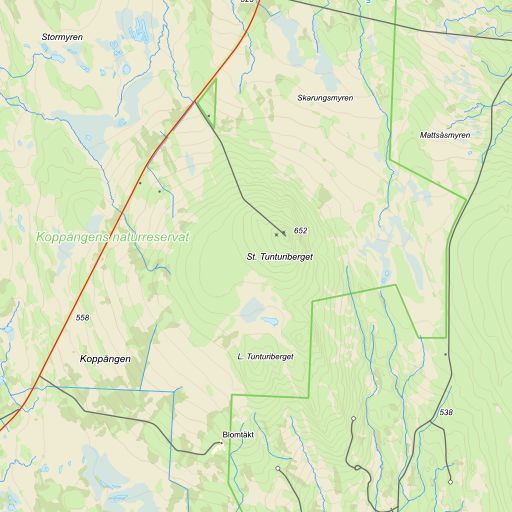 Stormyren
Skarungsmyren
Mattsåsmyren
652
Koppångens naturreservat
St. Tuntunberget
558
L. Tuntunberget
Koppången
538
Blomtäkt